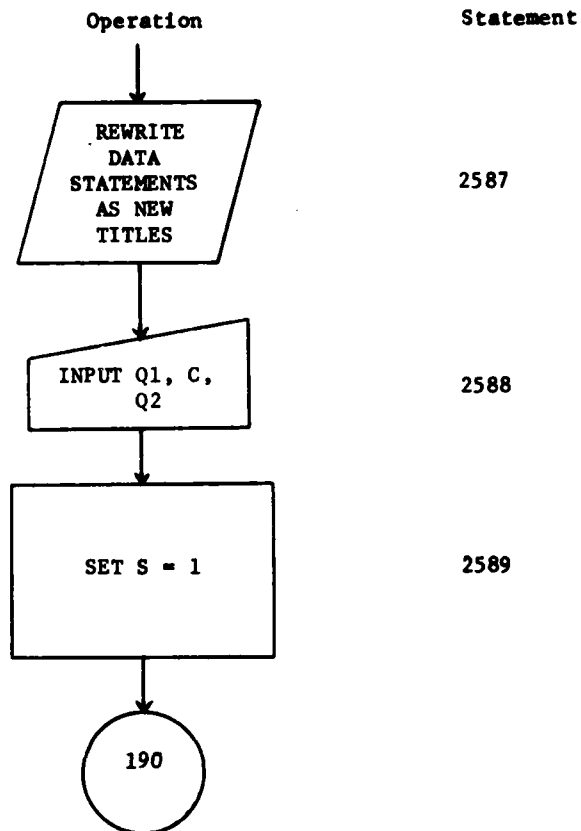 Operation Statement
REWRITE
DATA
STATEMENTS
AS NEW
TITLES
2587
INPUT Q1, C,
Q2
2588
SET S = 1
2589
190